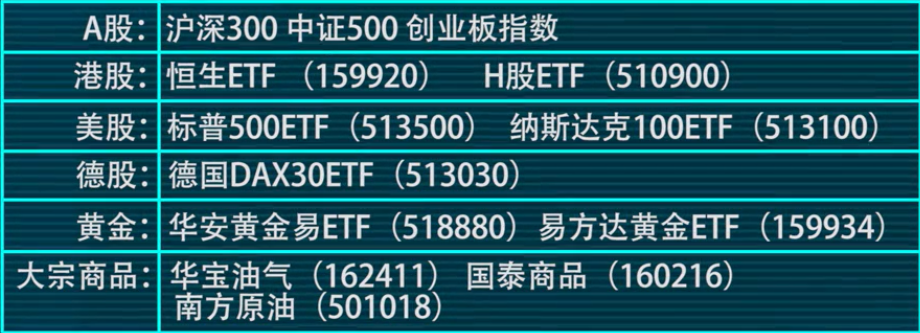 A股： 沪深300 中证500 创业板指数
港股： 恒生ETF（159920） H股ETF（510900）
美股： 标普500ETF（513500） 纳斯达克100ETF（513100）
德股： 德国DAX30ETF（513030）
黄金： 华安黄金易ETF（518880）易方达黄金ETF（159934）
大宗商品： 华宝油气（162411） 国泰商品（160216）
南方原油（501018）